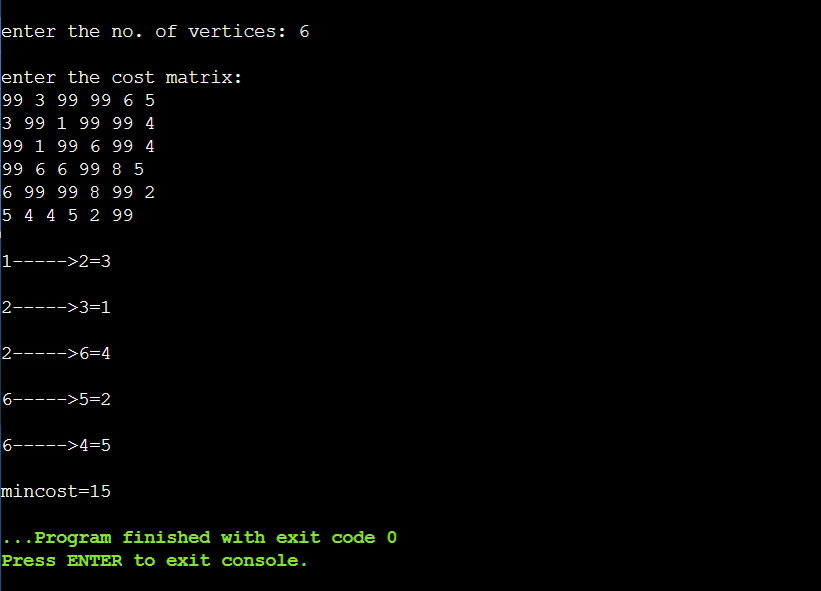 enter the no. of vertices: 6
enter the cost matrix:
99 3 99 99 6 5
3 99 1 99 99 4
99 1 99 6 99 4
99 6 6 99 8 5
6 99 99 8 99 2
5 4 4 5 2 99
1----->2=3
2----->3=1
2----->6=4
6----->5=2
6----->4=5
mincost=15
...Program finished with exit code 0
Press ENTER to exit console.